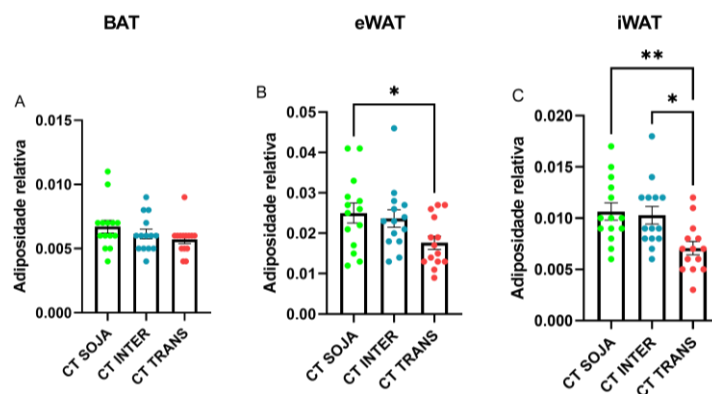 BAT
eWAT
iWAT
A
Adiposidade relativa
0.015
0.010
0.005
0.000
CT SOJA
CT INTER
CT TRANS
B
*
Adiposidade relativa
0.05
0.04
0.03
0.02
0.01
0.00
CT SOJA
CT INTER
CT TRANS
C
**
*
Adiposidade relativa
0.020
0.015
0.010
0.005
0.000
CT SOJA
CT INTER
CT TRANS